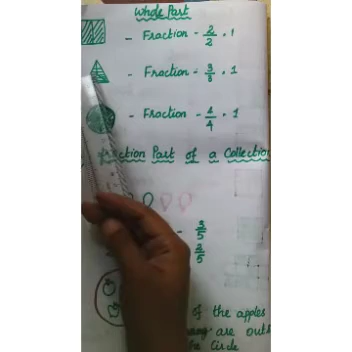 Whole Part
- Fraction - 2/2 = 1
- Fraction - 3/3 = 1
- Fraction - 4/4 = 1
Fraction Part of a Collection
- 3/5
2/5
of the apples
are outs
Circle